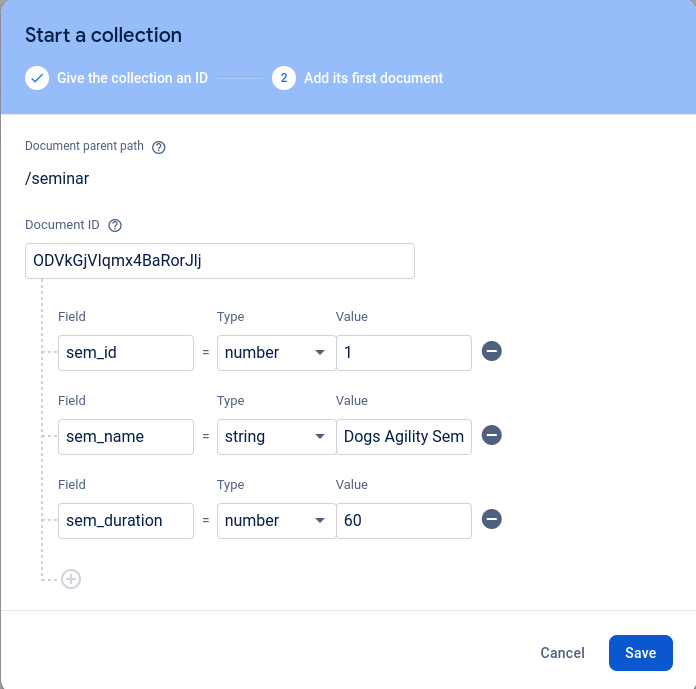 Start a collection
Give the collection an ID 2 Add its first document
Document parent path ?
/seminar
Document ID ?
ODVkGjVIqmx4BaRorJlj
Field Type Value
sem_id = number 1
Field Type Value
sem_name = string Dogs Agility Sem
Field Type Value
sem_duration = number 60
Cancel Save